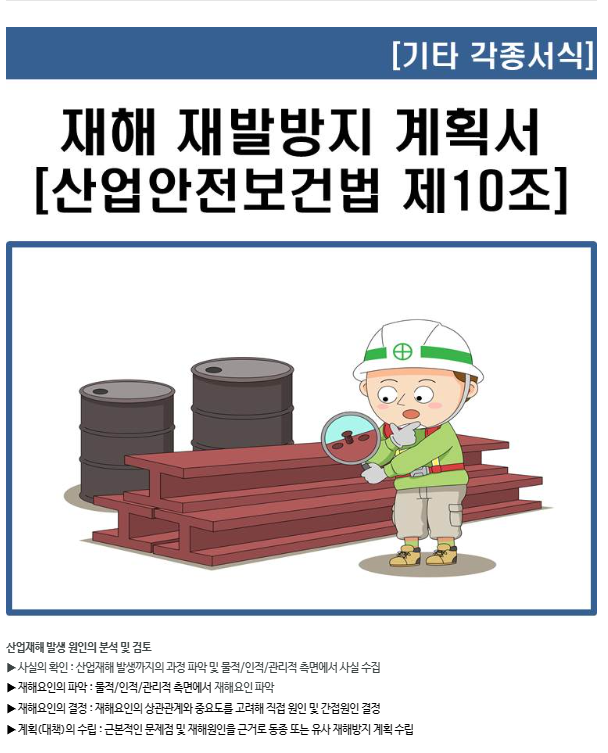 [기타 각종서식]
재해 재발방지 계획서
[산업안전보건법 제10조]
산업재해 발생 원인의 분석 및 검토
▶ 사실의 확인 : 산업재해 발생까지의 과정 파악 및 물적/인적/관리적 측면에서 사실 수집
▶ 재해요인의 파악 : 물적/인적/관리적 측면에서 재해요인 파악
▶ 재해요인의 결정 : 재해요인의 상관관계와 중요도를 고려해 직접 원인 및 간접원인 결정
▶ 계획(대책)의 수립 : 근본적인 문제점 및 재해원인을 근거로 동종 또는 유사 재해방지 계획 수립